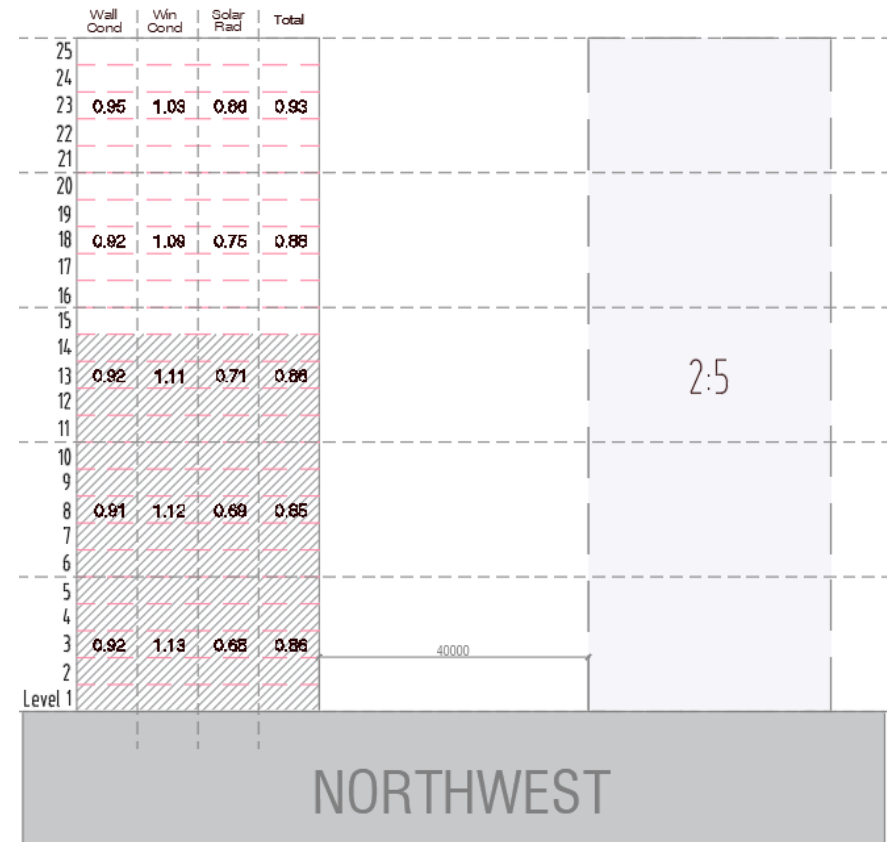 Wall Cond Win Cond Solar Rad Total
25
24
23 0.95 1.03 0.86 0.93
22
21
20
19
18 0.92 1.09 0.75 0.88
17
16
15
14
13 0.92 1.11 0.71 0.86
12
11
10
9
8 0.91 1.12 0.69 0.85
7
6
5
4
3 0.92 1.13 0.68 0.86
2
Level 1
40000
2:5
NORTHWEST